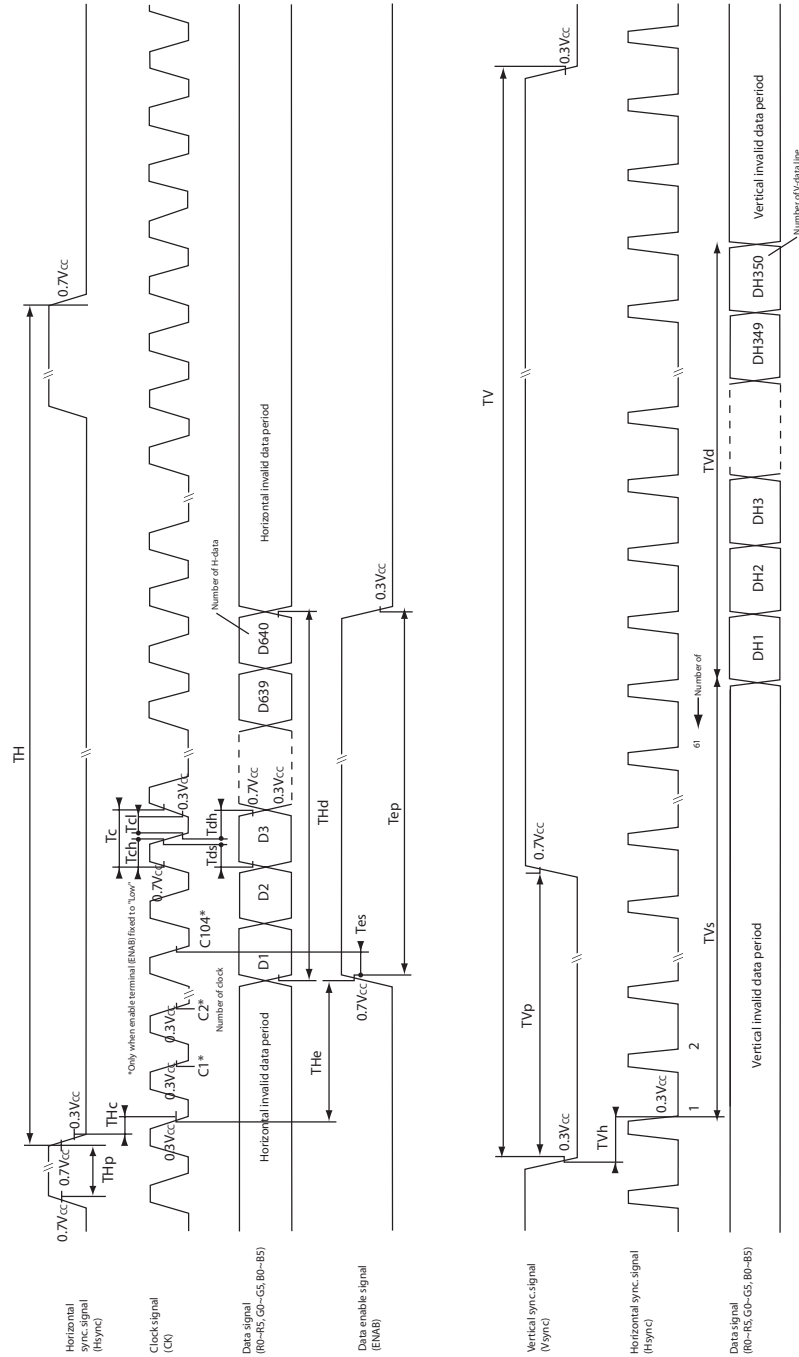 Horizontal
sync. signal
(Hsync)
0.7Vcc
0.7Vcc
0.3Vcc
THp
THc
TH
0.7Vcc
Clock signal
(CK)
*Only when enable terminal (ENAB) fixed to "Low"
0.3Vcc
0.3Vcc
0.3Vcc
C1*
C2*
Number of clock
C104*
0.7Vcc
Tc
Tch
Tcl
0.3Vcc
Data signal
(R0~R5, G0~G5, B0~B5)
Horizontal invalid data period
D1
D2
D3
Tds
Tdh
0.7Vcc
0.3Vcc
D639
D640
Number of H-data
Horizontal invalid data period
THe
THd
Data enable signal
(ENAB)
0.7Vcc
Tes
Tep
0.3Vcc
Vertical sync. signal
(Vsync)
0.3Vcc
TVp
0.7Vcc
TV
0.3Vcc
Horizontal sync. signal
(Hsync)
TVh
0.3Vcc
1
2
TVs
61
Number of
TVd
Data signal
(R0~R5, G0~G5, B0~B5)
Vertical invalid data period
DH1
DH2
DH3
DH349
DH350
Vertical invalid data period
Number of V-data line